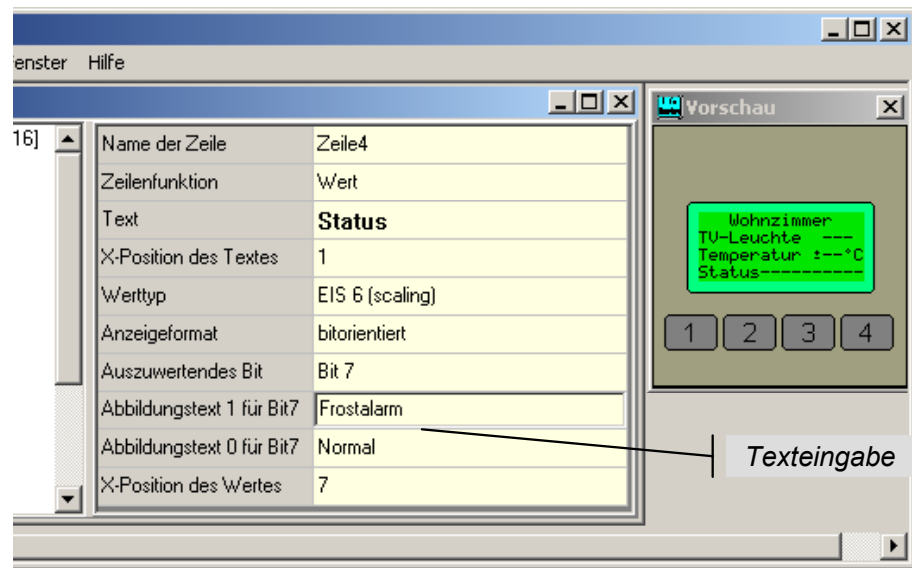 enster Hilfe
16]
Name der Zeile Zeile4
Zeilenfunktion Wert
Text Status
X-Position des Textes 1
Werttyp EIS 6 (scaling)
Anzeigeformat bitorientiert
Auszuwertendes Bit Bit 7
Abbildungstext 1 für Bit7 Frostalarm
Abbildungstext 0 für Bit7 Normal
X-Position des Wertes 7
Vorschau
Wohnzimmer
TV-Leuchte ---
Temperatur ±--°C
Status----------
1 2 3 4
Texteingabe